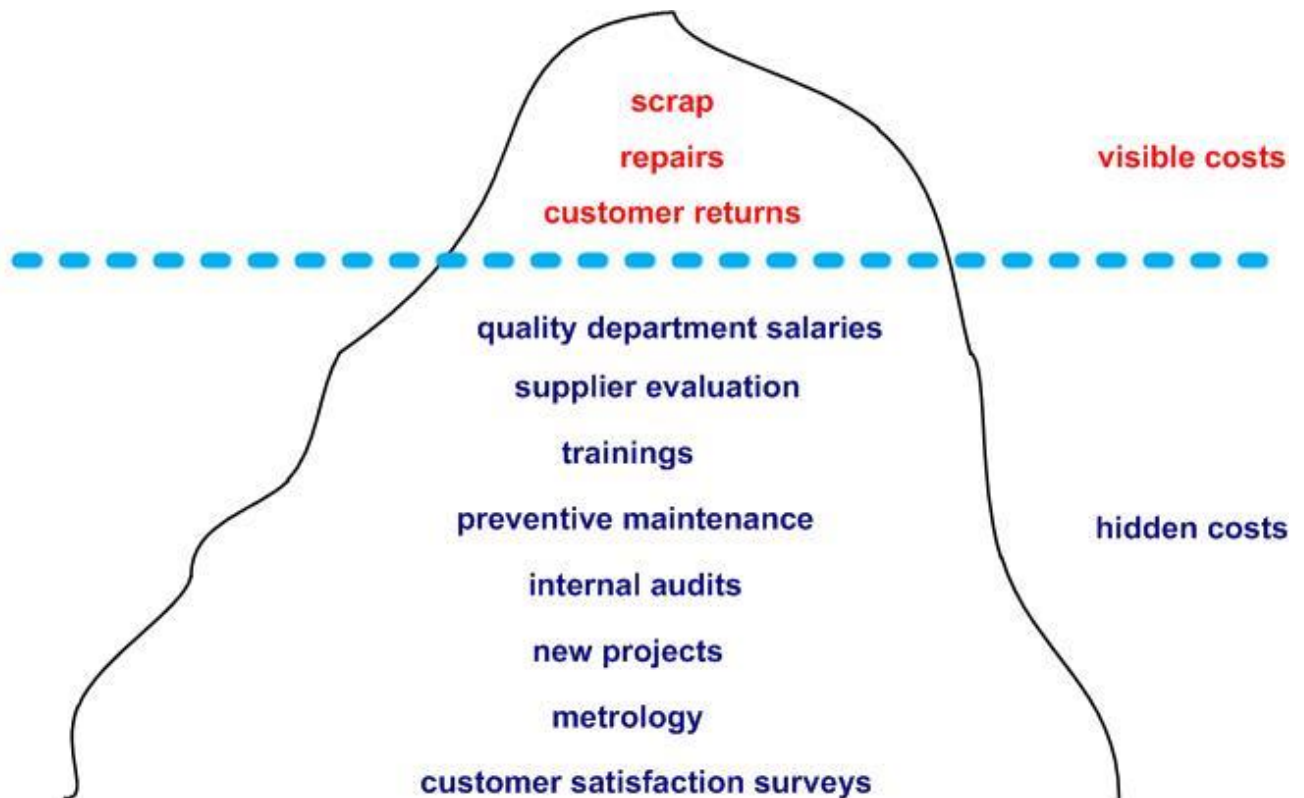 scrap
repairs
visible costs
customer returns
quality department salaries
supplier evaluation
trainings
preventive maintenance
hidden costs
internal audits
new projects
metrology
customer satisfaction surveys